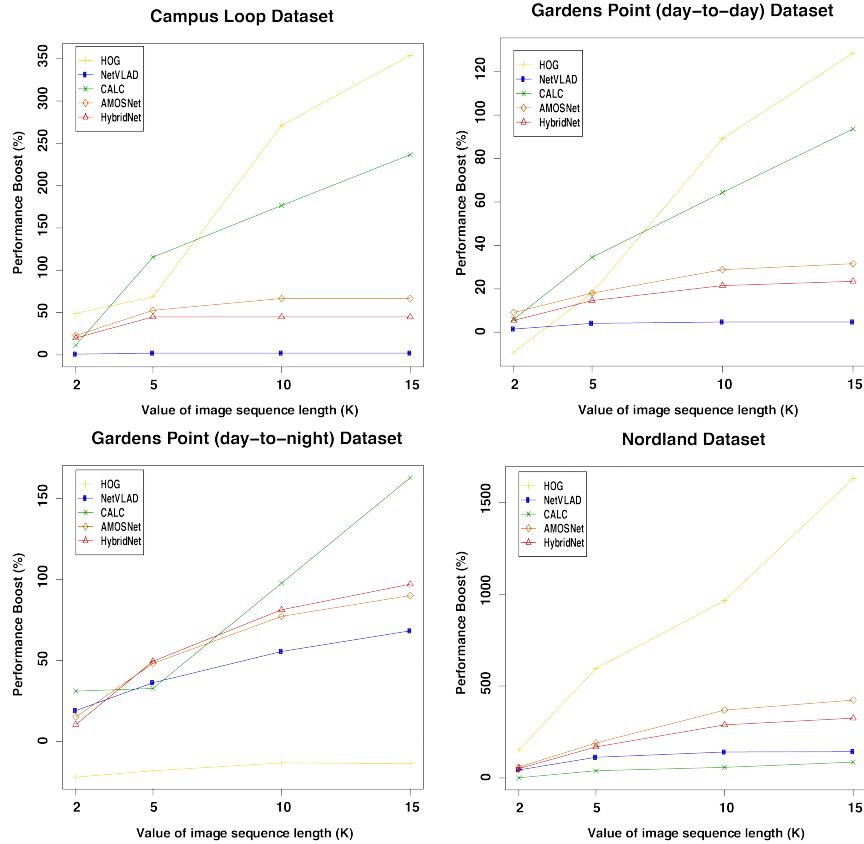 Campus Loop Dataset
Performance Boost (%)
0
50
100
150
200
250
300
350
HOG
NetVLAD
CALC
AMOSNet
HybridNet
2 5 10 15
Value of image sequence length (K)
Gardens Point (day-to-day) Dataset
Performance Boost (%)
0
20
40
60
80
100
120
HOG
NetVLAD
CALC
AMOSNet
HybridNet
2 5 10 15
Value of image sequence length (K)
Gardens Point (day-to-night) Dataset
Performance Boost (%)
0
50
100
150
HOG
NetVLAD
CALC
AMOSNet
HybridNet
2 5 10 15
Value of image sequence length (K)
Nordland Dataset
Performance Boost (%)
0
500
1000
1500
HOG
NetVLAD
CALC
AMOSNet
HybridNet
2 5 10 15
Value of image sequence length (K)